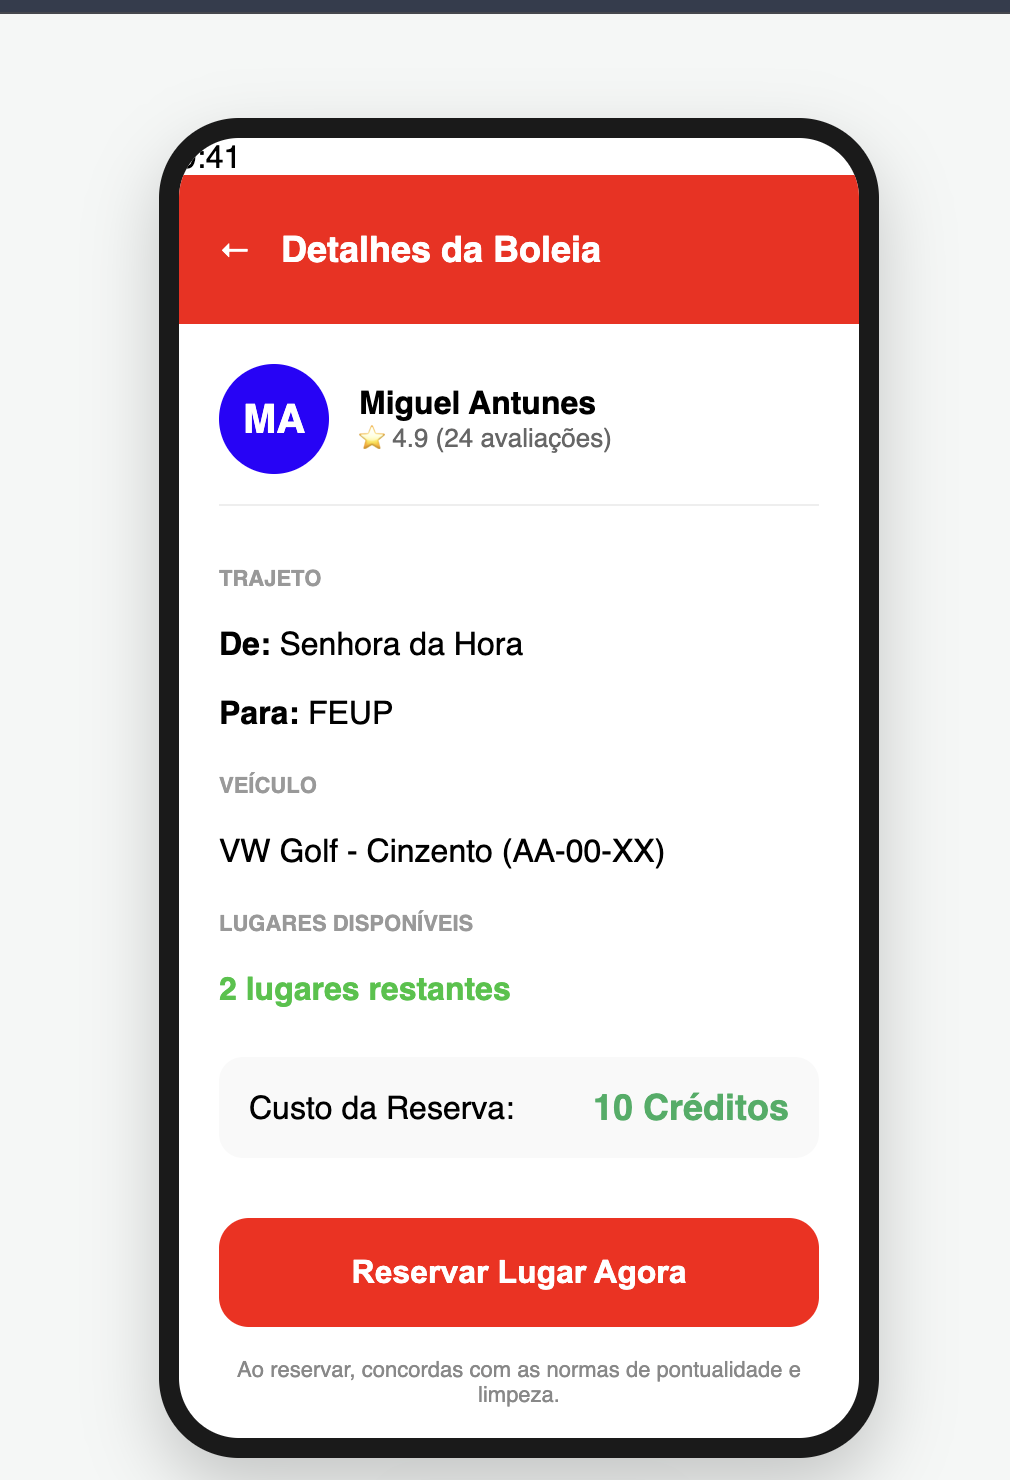 :41
← Detalhes da Boleia
MA
Miguel Antunes
⭐ 4.9 (24 avaliações)
TRAJETO
De: Senhora da Hora
Para: FEUP
VEÍCULO
VW Golf - Cinzento (AA-00-XX)
LUGARES DISPONÍVEIS
2 lugares restantes
Custo da Reserva: 10 Créditos
Reservar Lugar Agora
Ao reservar, concordas com as normas de pontualidade e
limpeza.